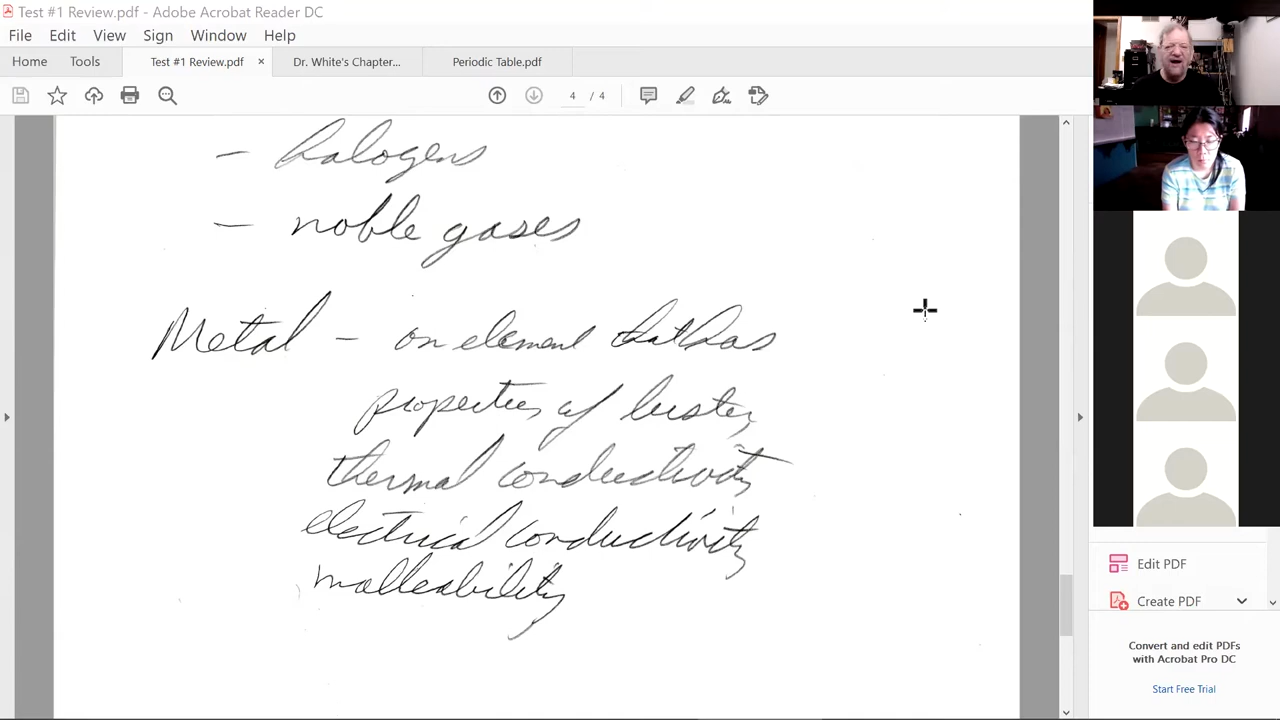 Test #1 Review.pdf - Adobe Acrobat Reader DC
File Edit View Sign Window Help
Home Tools Test #1 Review.pdf × Dr. White's Chapter... Periodic Table.pdf
4 / 4
- halogens
- noble gases
Metal - an element that has
properties of luster,
thermal conductivity,
electrical conductivity,
malleability,
Edit PDF
Create PDF
Convert and edit PDFs
with Acrobat Pro DC
Start Free Trial